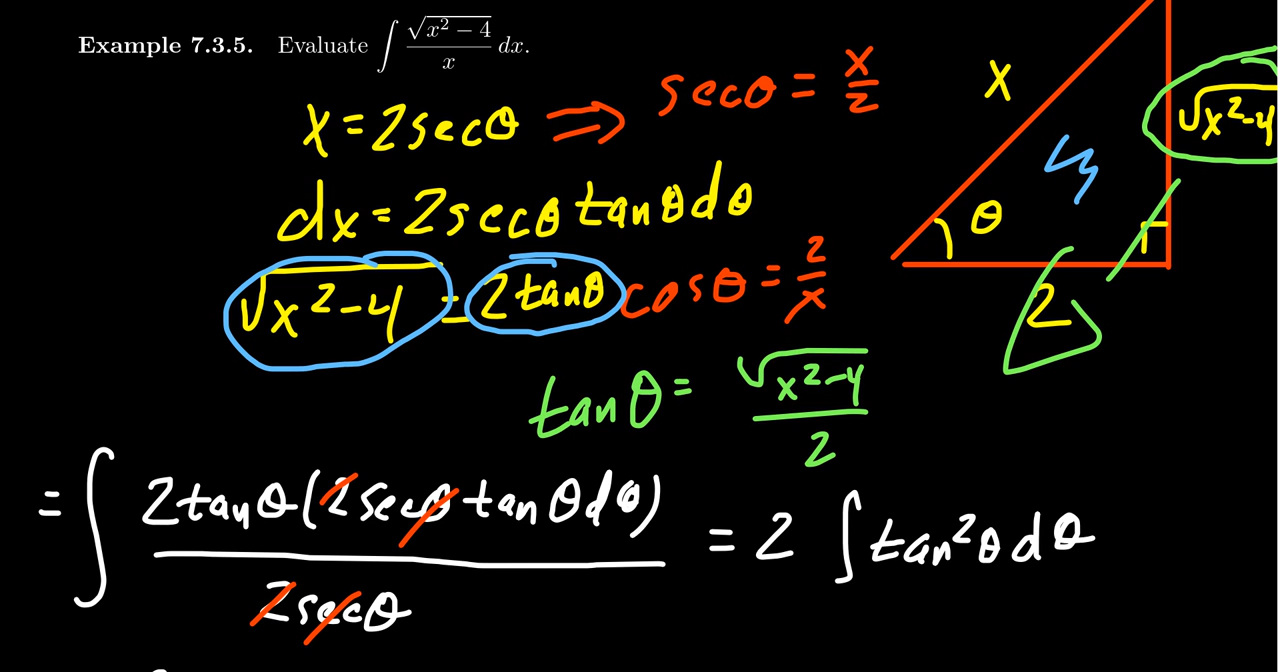 Example 7.3.5. Evaluate ∫ √(x² − 4) / x dx.
x = 2secθ ⟹ secθ = x/2
dx = 2secθ tanθ dθ
√(x²−4) = 2tanθ
cosθ = 2/x
tanθ = √(x²−4) / 2
x
√(x²−4)
θ
2
= ∫ 2tanθ(2secθ tanθ dθ) / 2secθ = 2 ∫ tan²θ dθ